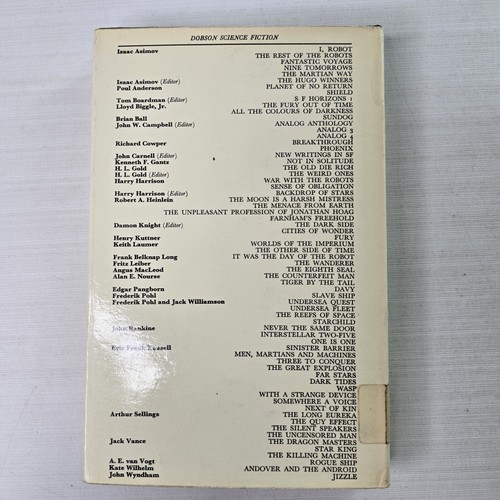 DOBSON SCIENCE FICTION
Isaac Asimov I, ROBOT
THE REST OF THE ROBOTS
FANTASTIC VOYAGE
NINE TOMORROWS
THE MARTIAN WAY
Isaac Asimov (Editor) THE HUGO WINNERS
Poul Anderson PLANET OF NO RETURN
SHIELD
Tom Boardman (Editor) S F HORIZONS 1
Lloyd Biggle, Jr. THE FURY OUT OF TIME
ALL THE COLOURS OF DARKNESS
Brian Ball SUNDOG
John W. Campbell (Editor) ANALOG ANTHOLOGY
ANALOG 3
ANALOG 4
Richard Cowper BREAKTHROUGH
PHOENIX
John Carnell (Editor) NEW WRITINGS IN SF
Kenneth F. Gantz NOT IN SOLITUDE
H. L. Gold THE OLD DIE RICH
H. L. Gold (Editor) THE WEIRD ONES
Harry Harrison WAR WITH THE ROBOTS
SENSE OF OBLIGATION
Harry Harrison (Editor) BACKDROP OF STARS
Robert A. Heinlein THE MOON IS A HARSH MISTRESS
THE MENACE FROM EARTH
THE UNPLEASANT PROFESSION OF JONATHAN HOAG
FARNHAM'S FREEHOLD
Damon Knight (Editor) THE DARK SIDE
CITIES OF WONDER
Henry Kuttner FURY
Keith Laumer WORLDS OF THE IMPERIUM
THE OTHER SIDE OF TIME
Frank Belknap Long IT WAS THE DAY OF THE ROBOT
Fritz Leiber THE WANDERER
Angus MacLeod THE EIGHTH SEAL
Alan E. Nourse THE COUNTERFEIT MAN
TIGER BY THE TAIL
Edgar Pangborn DAVY
Frederik Pohl SLAVE SHIP
Frederik Pohl and Jack Williamson UNDERSEA QUEST
UNDERSEA FLEET
THE REEFS OF SPACE
STARCHILD
John Rankine NEVER THE SAME DOOR
INTERSTELLAR TWO-FIVE
ONE IS ONE
Eric Frank Russell SINISTER BARRIER
MEN, MARTIANS AND MACHINES
THREE TO CONQUER
THE GREAT EXPLOSION
FAR STARS
DARK TIDES
WASP
WITH A STRANGE DEVICE
SOMEWHERE A VOICE
NEXT OF KIN
Arthur Sellings THE LONG EUREKA
THE QUY EFFECT
THE SILENT SPEAKERS
THE UNCENSORED MAN
Jack Vance THE DRAGON MASTERS
STAR KING
THE KILLING MACHINE
A. E. van Vogt ROGUE SHIP
Kate Wilhelm ANDOVER AND THE ANDROID
John Wyndham JIZZLE